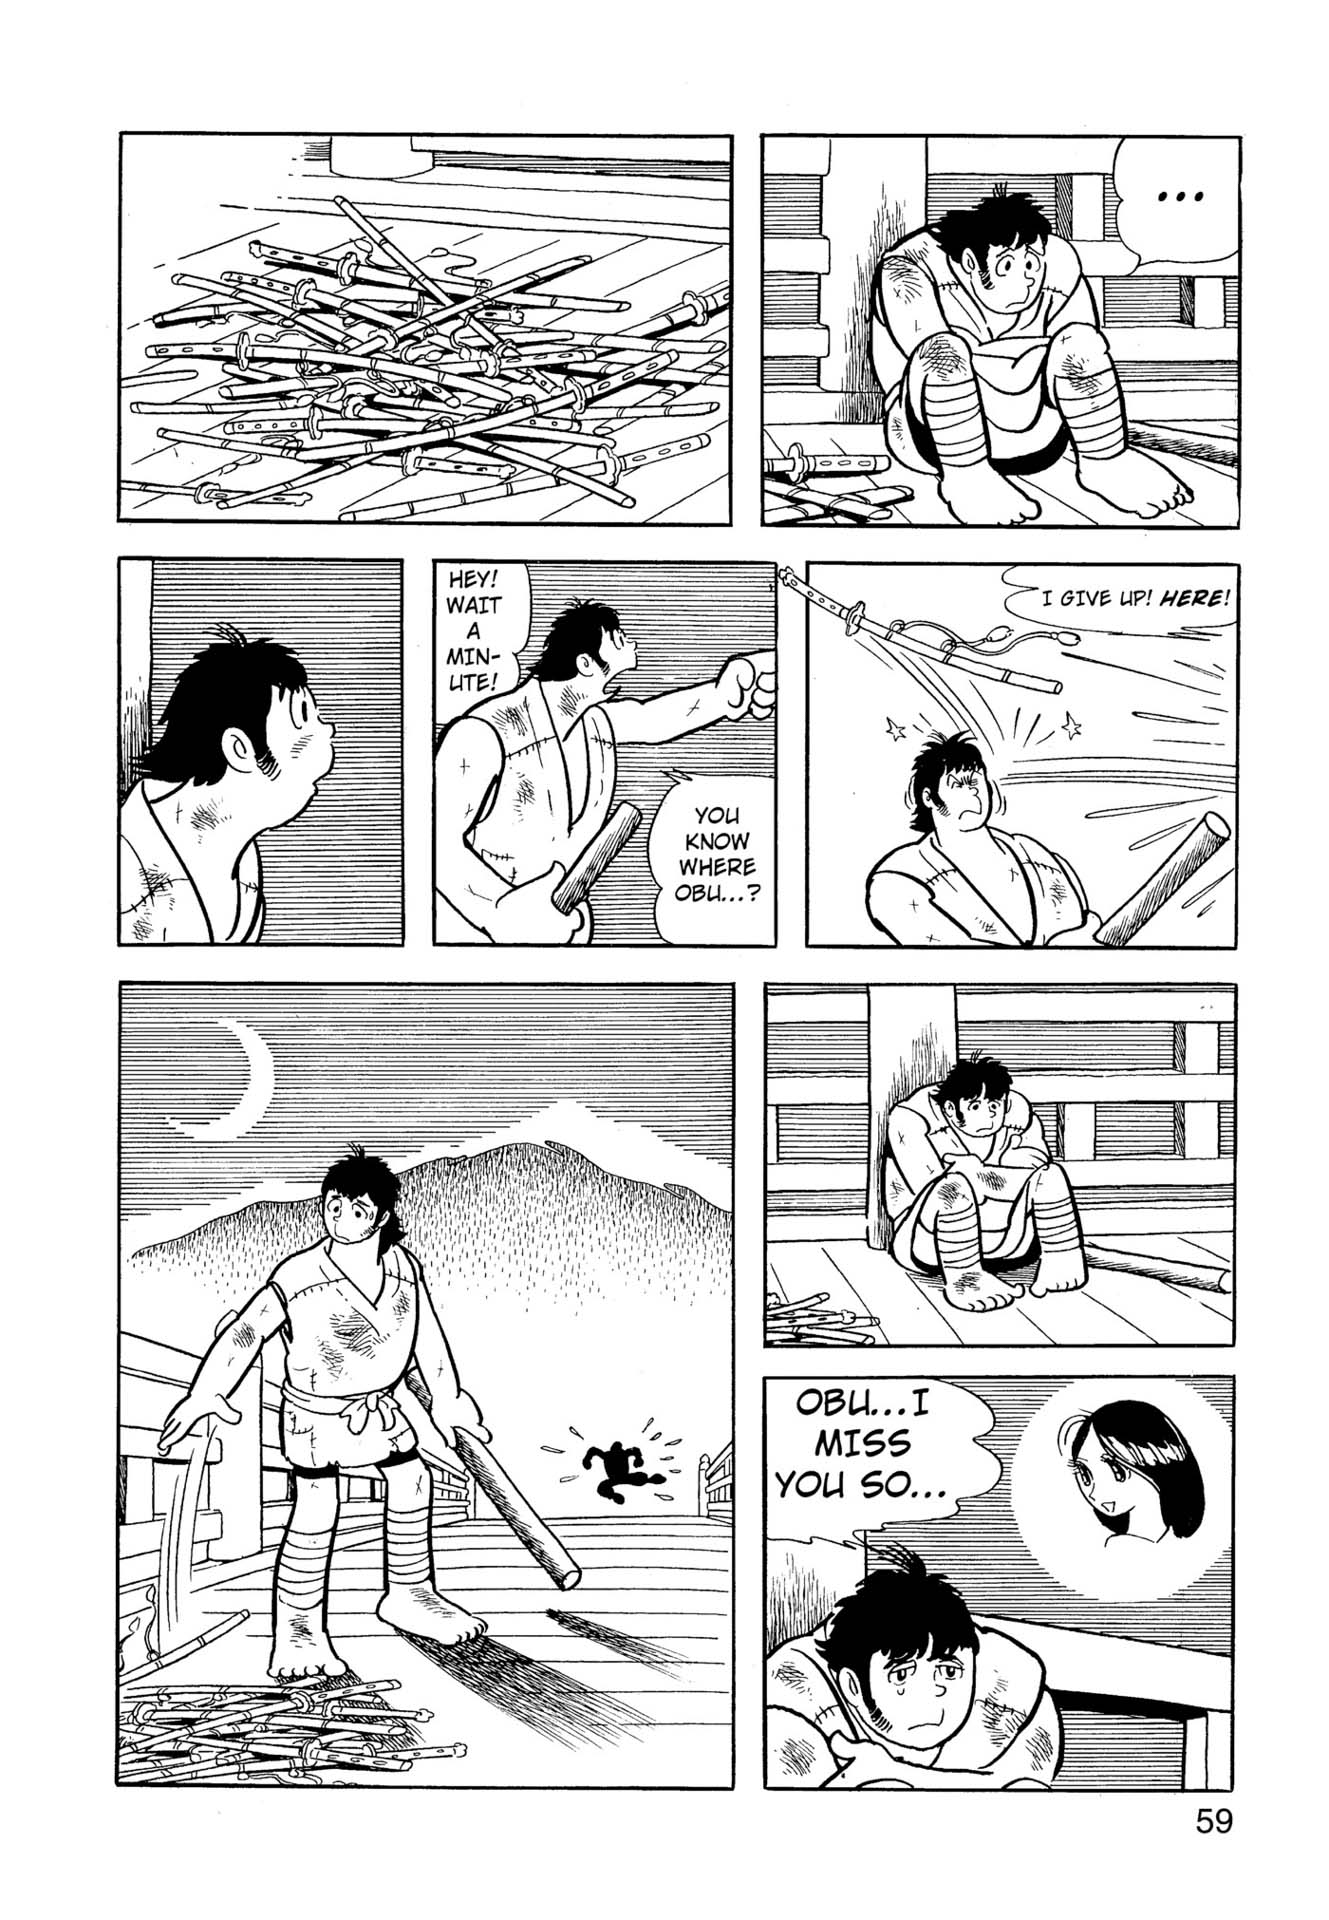 ...
HEY!
WAIT
A
MIN-
UTE!
YOU
KNOW
WHERE
OBU...?
I GIVE UP! HERE!
OBU...I
MISS
YOU SO...
59